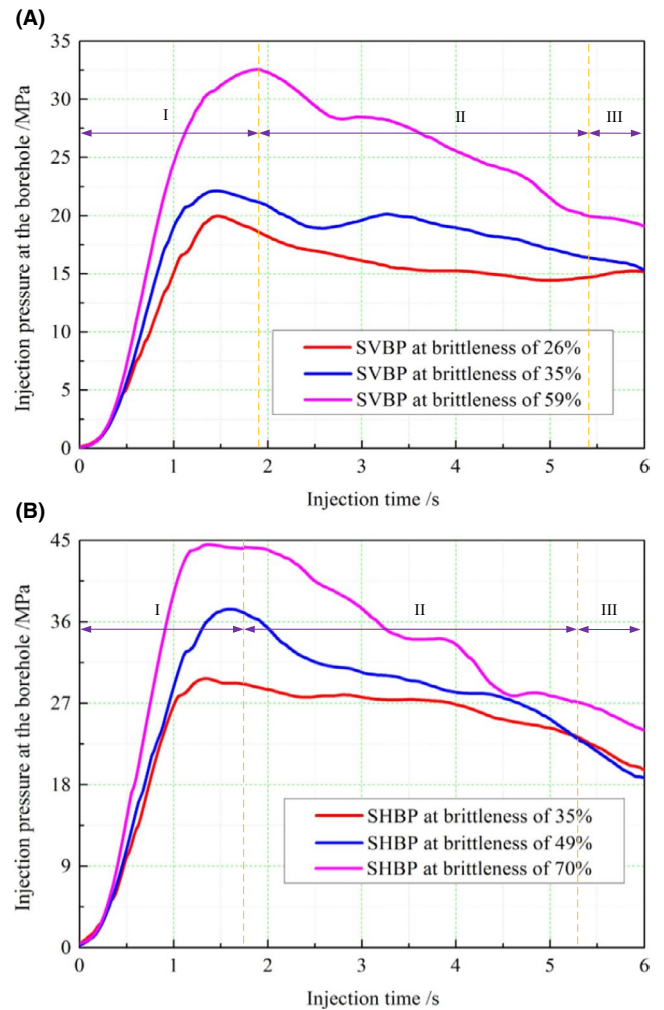 (A)
35
30
25
20
15
10
5
0
Injection pressure at the borehole /MPa
I
II
III
SVBP at brittleness of 26%
SVBP at brittleness of 35%
SVBP at brittleness of 59%
0 1 2 3 4 5 6
Injection time /s
(B)
45
36
27
18
9
0
Injection pressure at the borehole /MPa
I
II
III
SHBP at brittleness of 35%
SHBP at brittleness of 49%
SHBP at brittleness of 70%
0 1 2 3 4 5 6
Injection time /s